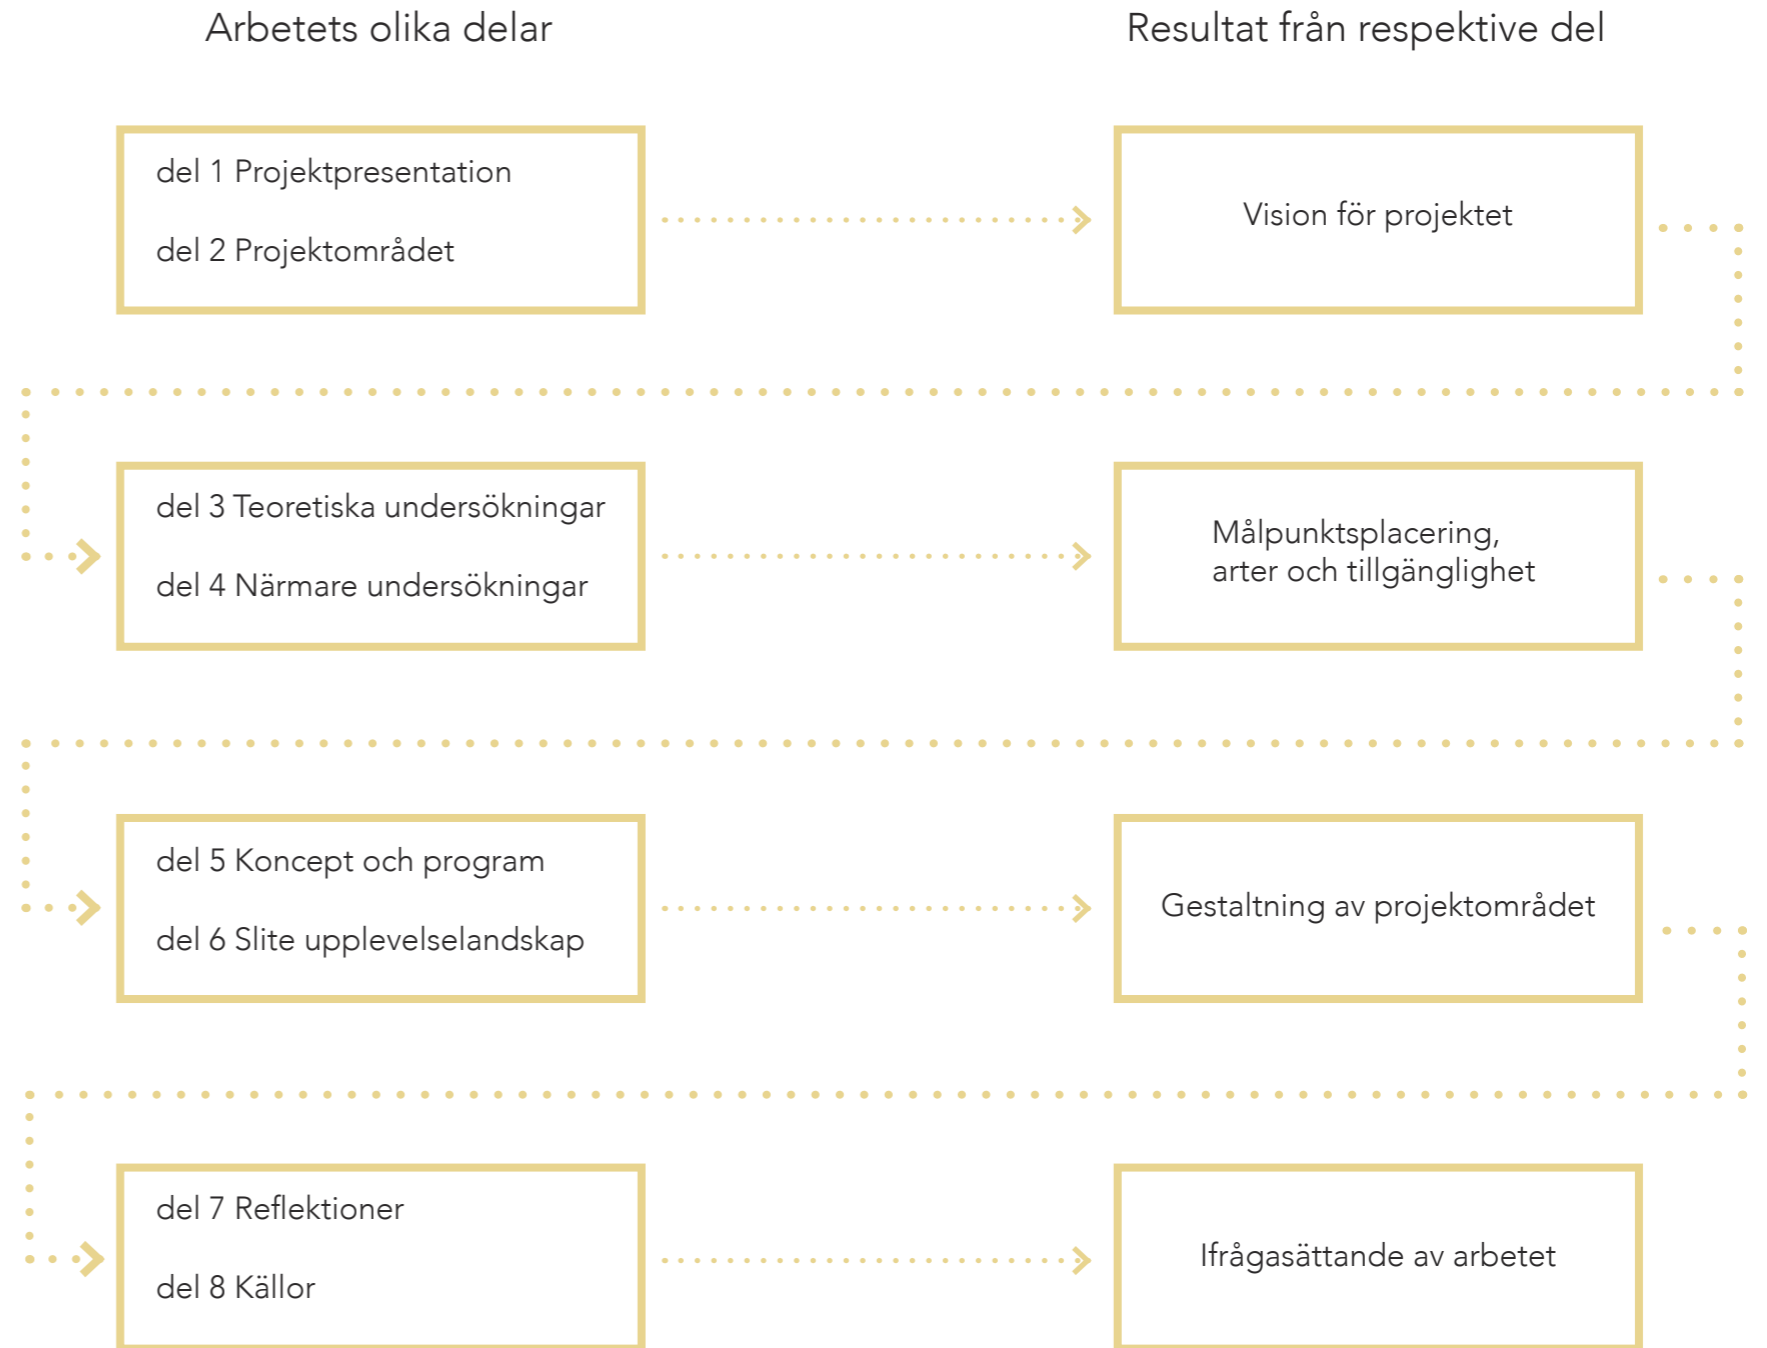 Arbetets olika delar
Resultat från respektive del
del 1 Projektpresentation
del 2 Projektområdet
Vision för projektet
del 3 Teoretiska undersökningar
del 4 Närmare undersökningar
Målpunktsplacering,
arter och tillgänglighet
del 5 Koncept och program
del 6 Slite upplevelselandskap
Gestaltning av projektområdet
del 7 Reflektioner
del 8 Källor
Ifrågasättande av arbetet